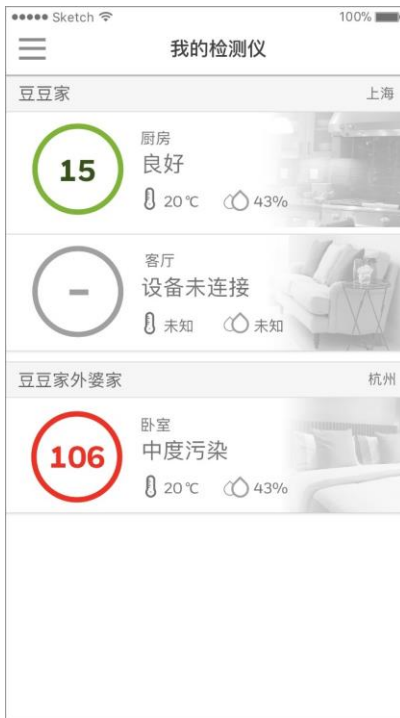 ●●●●● Sketch 100%
我的检测仪
豆豆家 上海
厨房
15 良好
20℃ 43%
客厅
- 设备未连接
未知 未知
豆豆家外婆家 杭州
卧室
106 中度污染
20℃ 43%